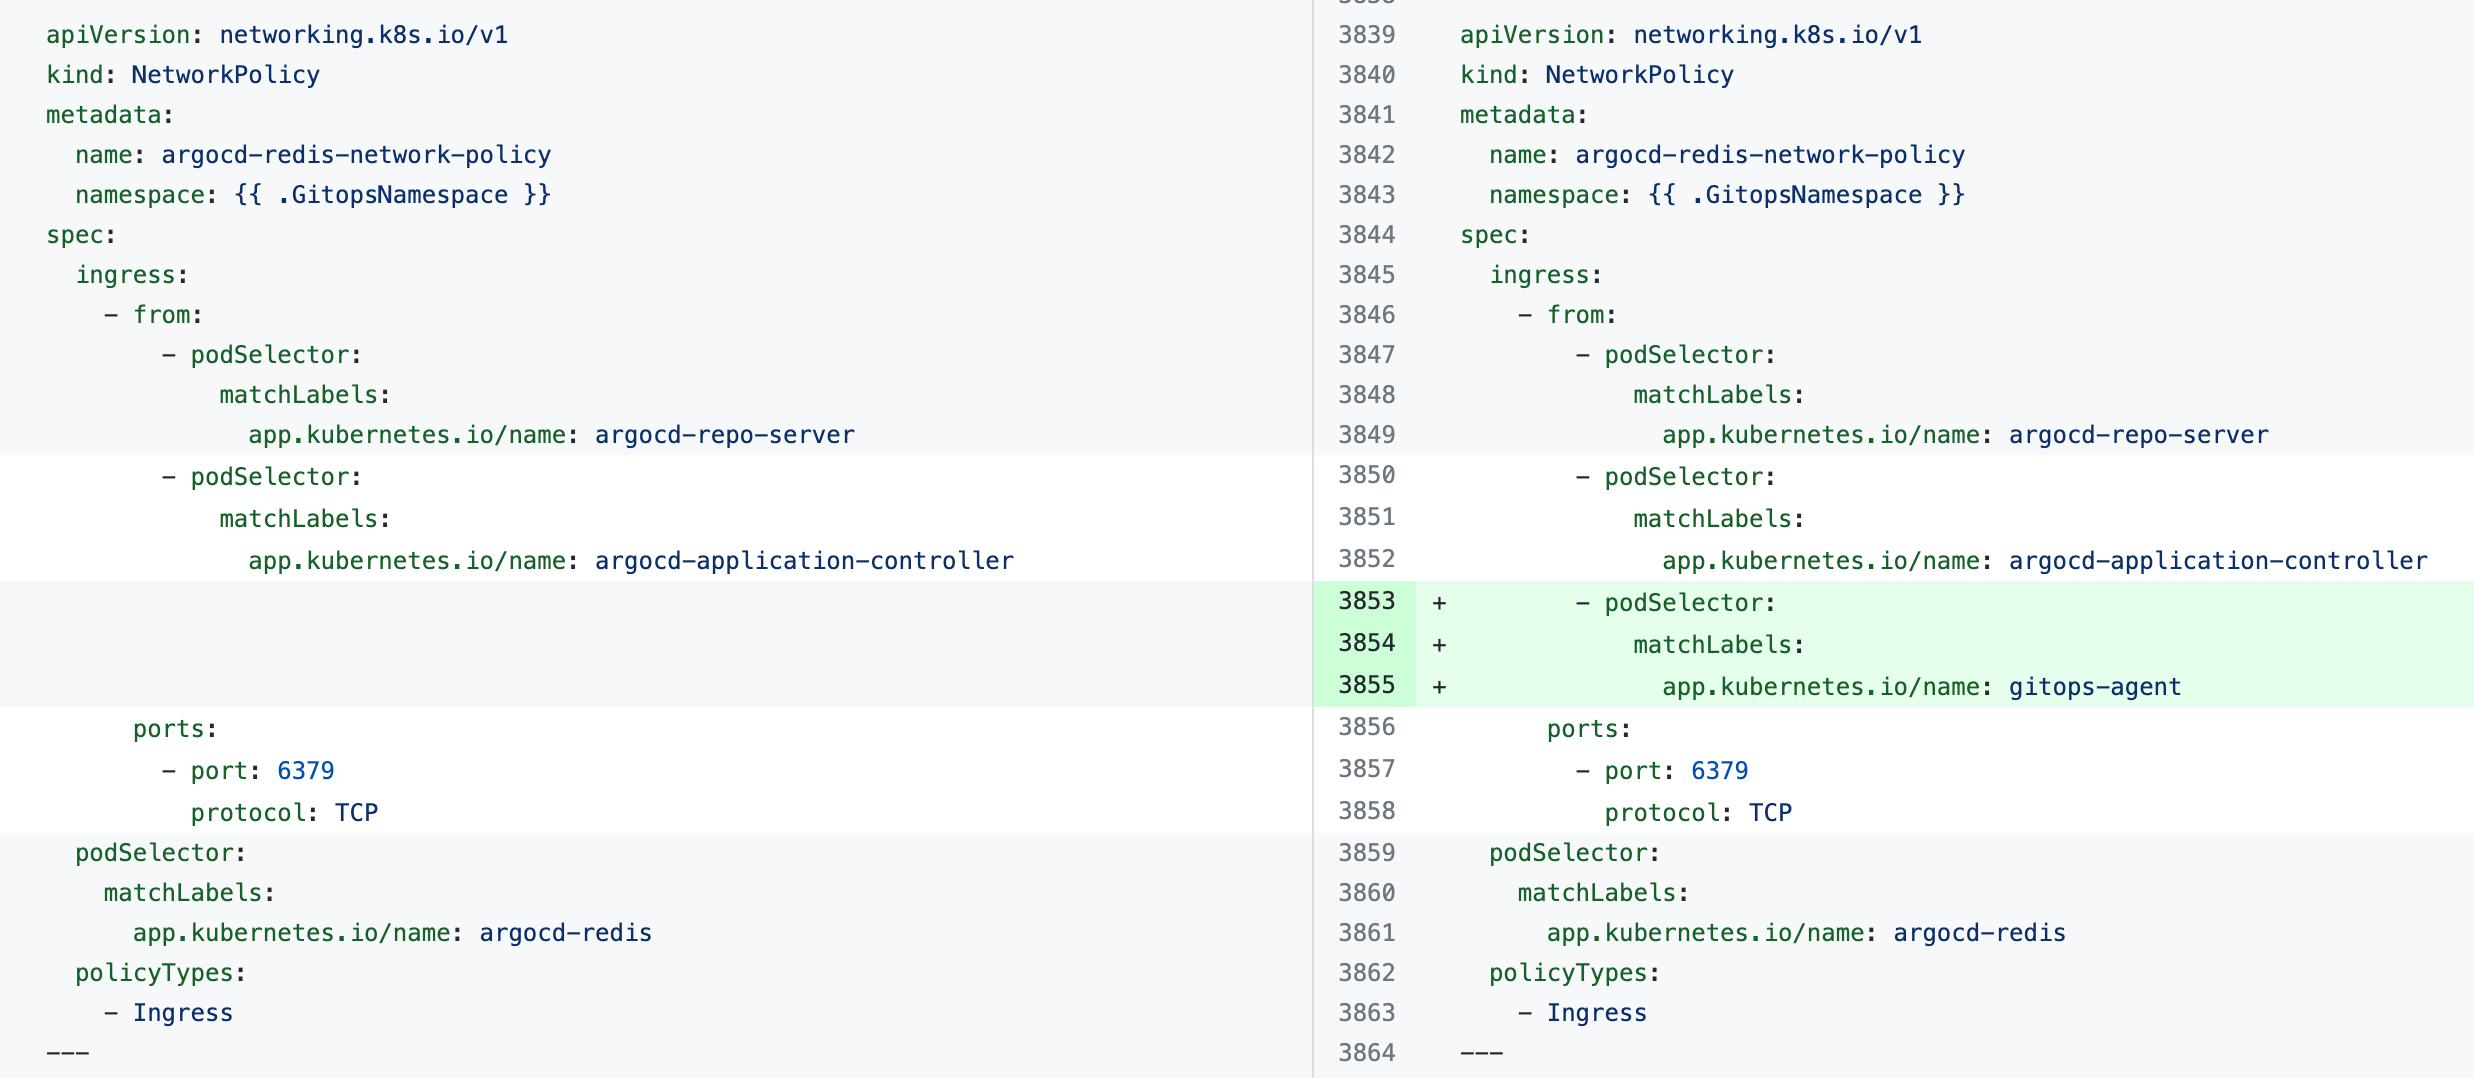 apiVersion: networking.k8s.io/v1
kind: NetworkPolicy
metadata:
  name: argocd-redis-network-policy
  namespace: {{ .GitopsNamespace }}
spec:
  ingress:
    - from:
        - podSelector:
            matchLabels:
              app.kubernetes.io/name: argocd-repo-server
        - podSelector:
            matchLabels:
              app.kubernetes.io/name: argocd-application-controller
      ports:
        - port: 6379
          protocol: TCP
  podSelector:
    matchLabels:
      app.kubernetes.io/name: argocd-redis
  policyTypes:
    - Ingress
---
3839 apiVersion: networking.k8s.io/v1
3840 kind: NetworkPolicy
3841 metadata:
3842   name: argocd-redis-network-policy
3843   namespace: {{ .GitopsNamespace }}
3844 spec:
3845   ingress:
3846     - from:
3847         - podSelector:
3848             matchLabels:
3849               app.kubernetes.io/name: argocd-repo-server
3850         - podSelector:
3851             matchLabels:
3852               app.kubernetes.io/name: argocd-application-controller
3853 +         - podSelector:
3854 +             matchLabels:
3855 +               app.kubernetes.io/name: gitops-agent
3856       ports:
3857         - port: 6379
3858           protocol: TCP
3859   podSelector:
3860     matchLabels:
3861       app.kubernetes.io/name: argocd-redis
3862   policyTypes:
3863     - Ingress
3864 ---